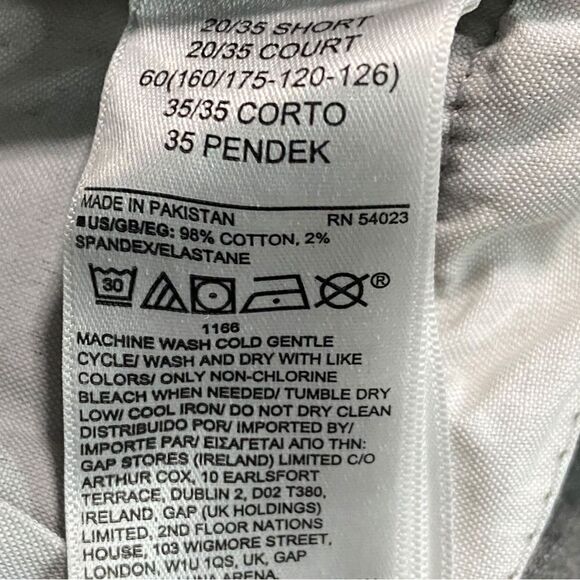 20/35 SHORT
20/35 COURT
60(160/175-120-126)
35/35 CORTO
35 PENDEK
MADE IN PAKISTAN RN 54023
■US/GB/EG: 98% COTTON, 2%
SPANDEX/ELASTANE
30 ®
1166
MACHINE WASH COLD GENTLE
CYCLE/ WASH AND DRY WITH LIKE
COLORS/ ONLY NON-CHLORINE
BLEACH WHEN NEEDED/ TUMBLE DRY
LOW/ COOL IRON/ DO NOT DRY CLEAN
DISTRIBUIDO POR/ IMPORTED BY/
IMPORTE PAR/ ΕΙΣΑΓΕΤΑΙ ΑΠΟ ΤΗΝ:
GAP STORES (IRELAND) LIMITED C/O
ARTHUR COX, 10 EARLSFORT
TERRACE, DUBLIN 2, D02 T380,
IRELAND, GAP (UK HOLDINGS)
LIMITED, 2ND FLOOR NATIONS
HOUSE, 103 WIGMORE STREET,
LONDON, W1U 1QS, UK, GAP
ARENA